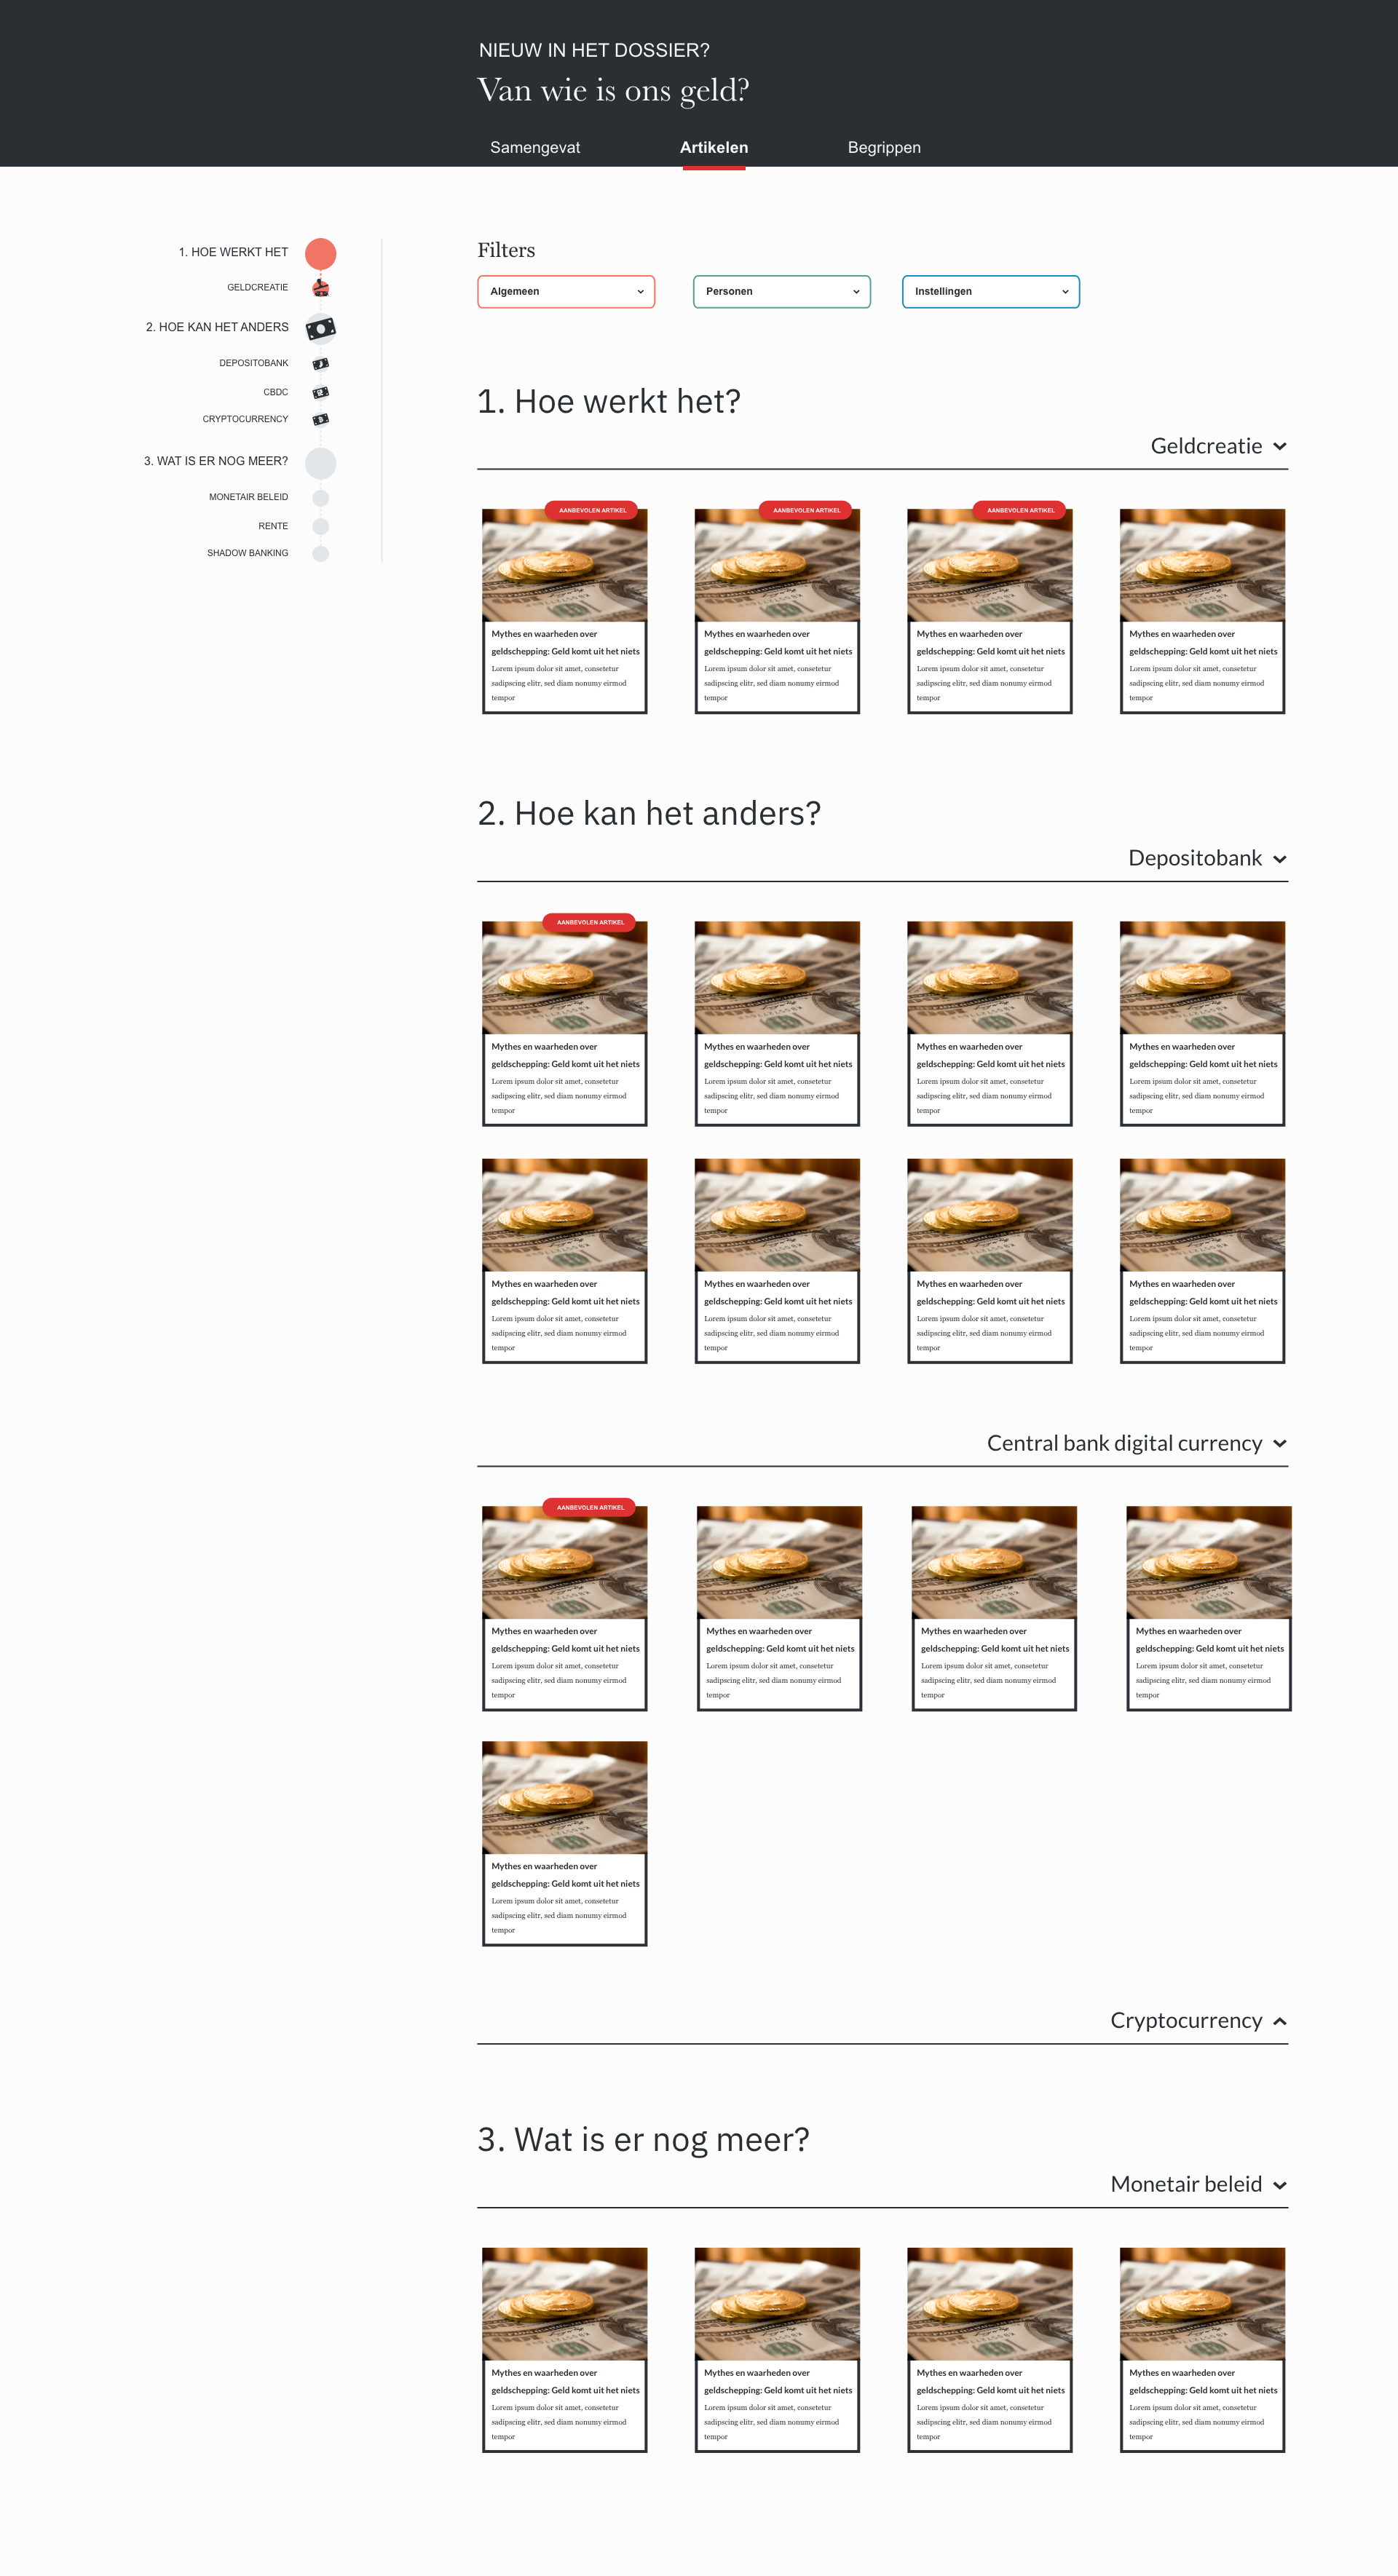 NIEUW IN HET DOSSIER?
Van wie is ons geld?
Samengevat
Artikelen
Begrippen
1. HOE WERKT HET
GELDCREATIE
2. HOE KAN HET ANDERS
DEPOSITOBANK
CBDC
CRYPTOCURRENCY
3. WAT IS ER NOG MEER?
MONETAIR BELEID
RENTE
SHADOW BANKING
Filters
Algemeen
Personen
Instellingen
1. Hoe werkt het?
Geldcreatie
AANBEVOLEN ARTIKEL
Mythes en waarheden over
geldschepping: Geld komt uit het niets
Lorem ipsum dolor sit amet, consetetur
sadipscing elitr, sed diam nonumy eirmod
tempor
AANBEVOLEN ARTIKEL
Mythes en waarheden over
geldschepping: Geld komt uit het niets
Lorem ipsum dolor sit amet, consetetur
sadipscing elitr, sed diam nonumy eirmod
tempor
AANBEVOLEN ARTIKEL
Mythes en waarheden over
geldschepping: Geld komt uit het niets
Lorem ipsum dolor sit amet, consetetur
sadipscing elitr, sed diam nonumy eirmod
tempor
Mythes en waarheden over
geldschepping: Geld komt uit het niets
Lorem ipsum dolor sit amet, consetetur
sadipscing elitr, sed diam nonumy eirmod
tempor
2. Hoe kan het anders?
Depositobank
AANBEVOLEN ARTIKEL
Mythes en waarheden over
geldschepping: Geld komt uit het niets
Lorem ipsum dolor sit amet, consetetur
sadipscing elitr, sed diam nonumy eirmod
tempor
Mythes en waarheden over
geldschepping: Geld komt uit het niets
Lorem ipsum dolor sit amet, consetetur
sadipscing elitr, sed diam nonumy eirmod
tempor
Mythes en waarheden over
geldschepping: Geld komt uit het niets
Lorem ipsum dolor sit amet, consetetur
sadipscing elitr, sed diam nonumy eirmod
tempor
Mythes en waarheden over
geldschepping: Geld komt uit het niets
Lorem ipsum dolor sit amet, consetetur
sadipscing elitr, sed diam nonumy eirmod
tempor
Mythes en waarheden over
geldschepping: Geld komt uit het niets
Lorem ipsum dolor sit amet, consetetur
sadipscing elitr, sed diam nonumy eirmod
tempor
Mythes en waarheden over
geldschepping: Geld komt uit het niets
Lorem ipsum dolor sit amet, consetetur
sadipscing elitr, sed diam nonumy eirmod
tempor
Mythes en waarheden over
geldschepping: Geld komt uit het niets
Lorem ipsum dolor sit amet, consetetur
sadipscing elitr, sed diam nonumy eirmod
tempor
Mythes en waarheden over
geldschepping: Geld komt uit het niets
Lorem ipsum dolor sit amet, consetetur
sadipscing elitr, sed diam nonumy eirmod
tempor
Central bank digital currency
AANBEVOLEN ARTIKEL
Mythes en waarheden over
geldschepping: Geld komt uit het niets
Lorem ipsum dolor sit amet, consetetur
sadipscing elitr, sed diam nonumy eirmod
tempor
Mythes en waarheden over
geldschepping: Geld komt uit het niets
Lorem ipsum dolor sit amet, consetetur
sadipscing elitr, sed diam nonumy eirmod
tempor
Mythes en waarheden over
geldschepping: Geld komt uit het niets
Lorem ipsum dolor sit amet, consetetur
sadipscing elitr, sed diam nonumy eirmod
tempor
Mythes en waarheden over
geldschepping: Geld komt uit het niets
Lorem ipsum dolor sit amet, consetetur
sadipscing elitr, sed diam nonumy eirmod
tempor
Mythes en waarheden over
geldschepping: Geld komt uit het niets
Lorem ipsum dolor sit amet, consetetur
sadipscing elitr, sed diam nonumy eirmod
tempor
Cryptocurrency
3. Wat is er nog meer?
Monetair beleid
Mythes en waarheden over
geldschepping: Geld komt uit het niets
Lorem ipsum dolor sit amet, consetetur
sadipscing elitr, sed diam nonumy eirmod
tempor
Mythes en waarheden over
geldschepping: Geld komt uit het niets
Lorem ipsum dolor sit amet, consetetur
sadipscing elitr, sed diam nonumy eirmod
tempor
Mythes en waarheden over
geldschepping: Geld komt uit het niets
Lorem ipsum dolor sit amet, consetetur
sadipscing elitr, sed diam nonumy eirmod
tempor
Mythes en waarheden over
geldschepping: Geld komt uit het niets
Lorem ipsum dolor sit amet, consetetur
sadipscing elitr, sed diam nonumy eirmod
tempor